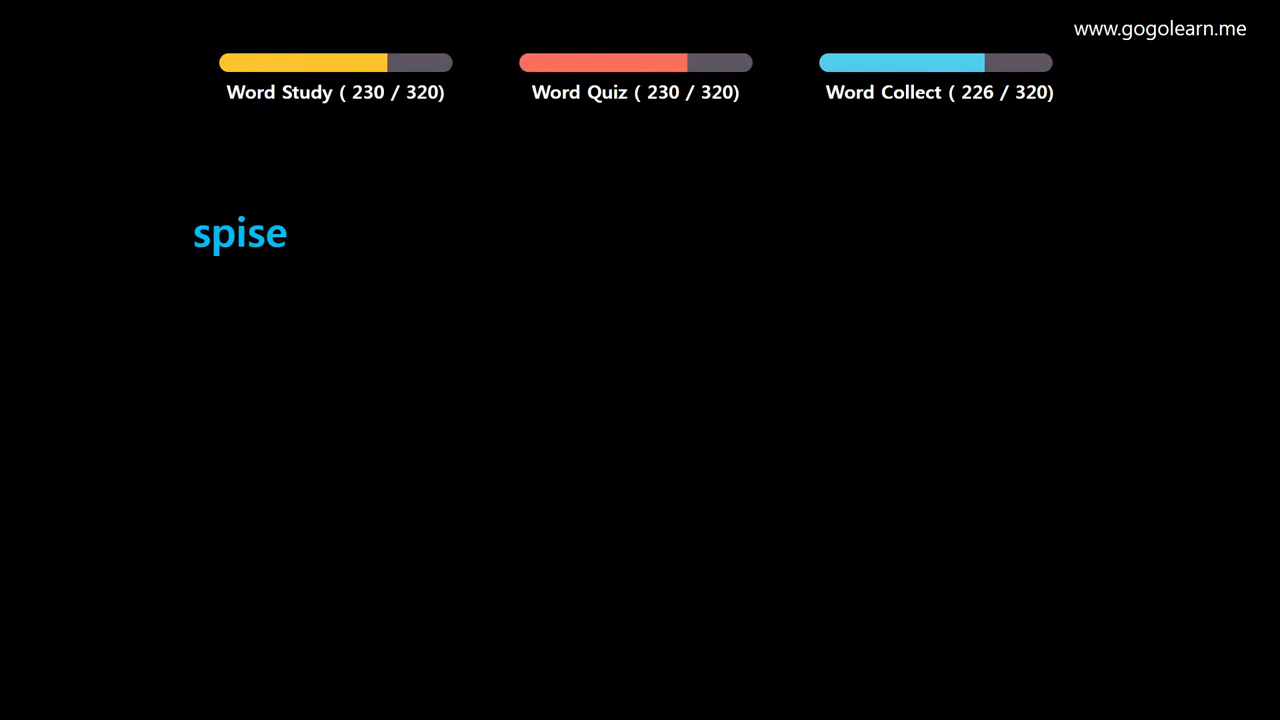 www.gogolearn.me
Word Study ( 230 / 320)
Word Quiz ( 230 / 320)
Word Collect ( 226 / 320)
spise